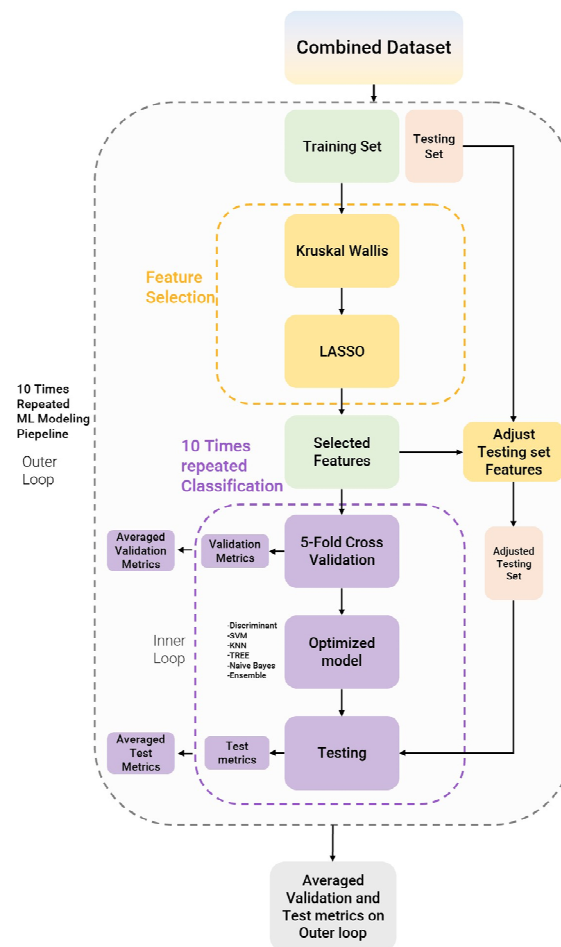 Combined Dataset
Training Set
Testing
Set
Kruskal Wallis
Feature
Selection
LASSO
10 Times
Repeated
ML Modeling
Piepeline
Outer
Loop
Selected
Features
Adjust
Testing set
Features
10 Times
repeated
Classification
5-Fold Cross
Validation
Validation
Metrics
Averaged
Validation
Metrics
Adjusted
Testing
Set
-Discriminant
-SVM
-KNN
-TREE
-Naive Bayes
-Ensemble
Optimized
model
Inner
Loop
Testing
Test
metrics
Averaged
Test
Metrics
Averaged
Validation and
Test metrics on
Outer loop